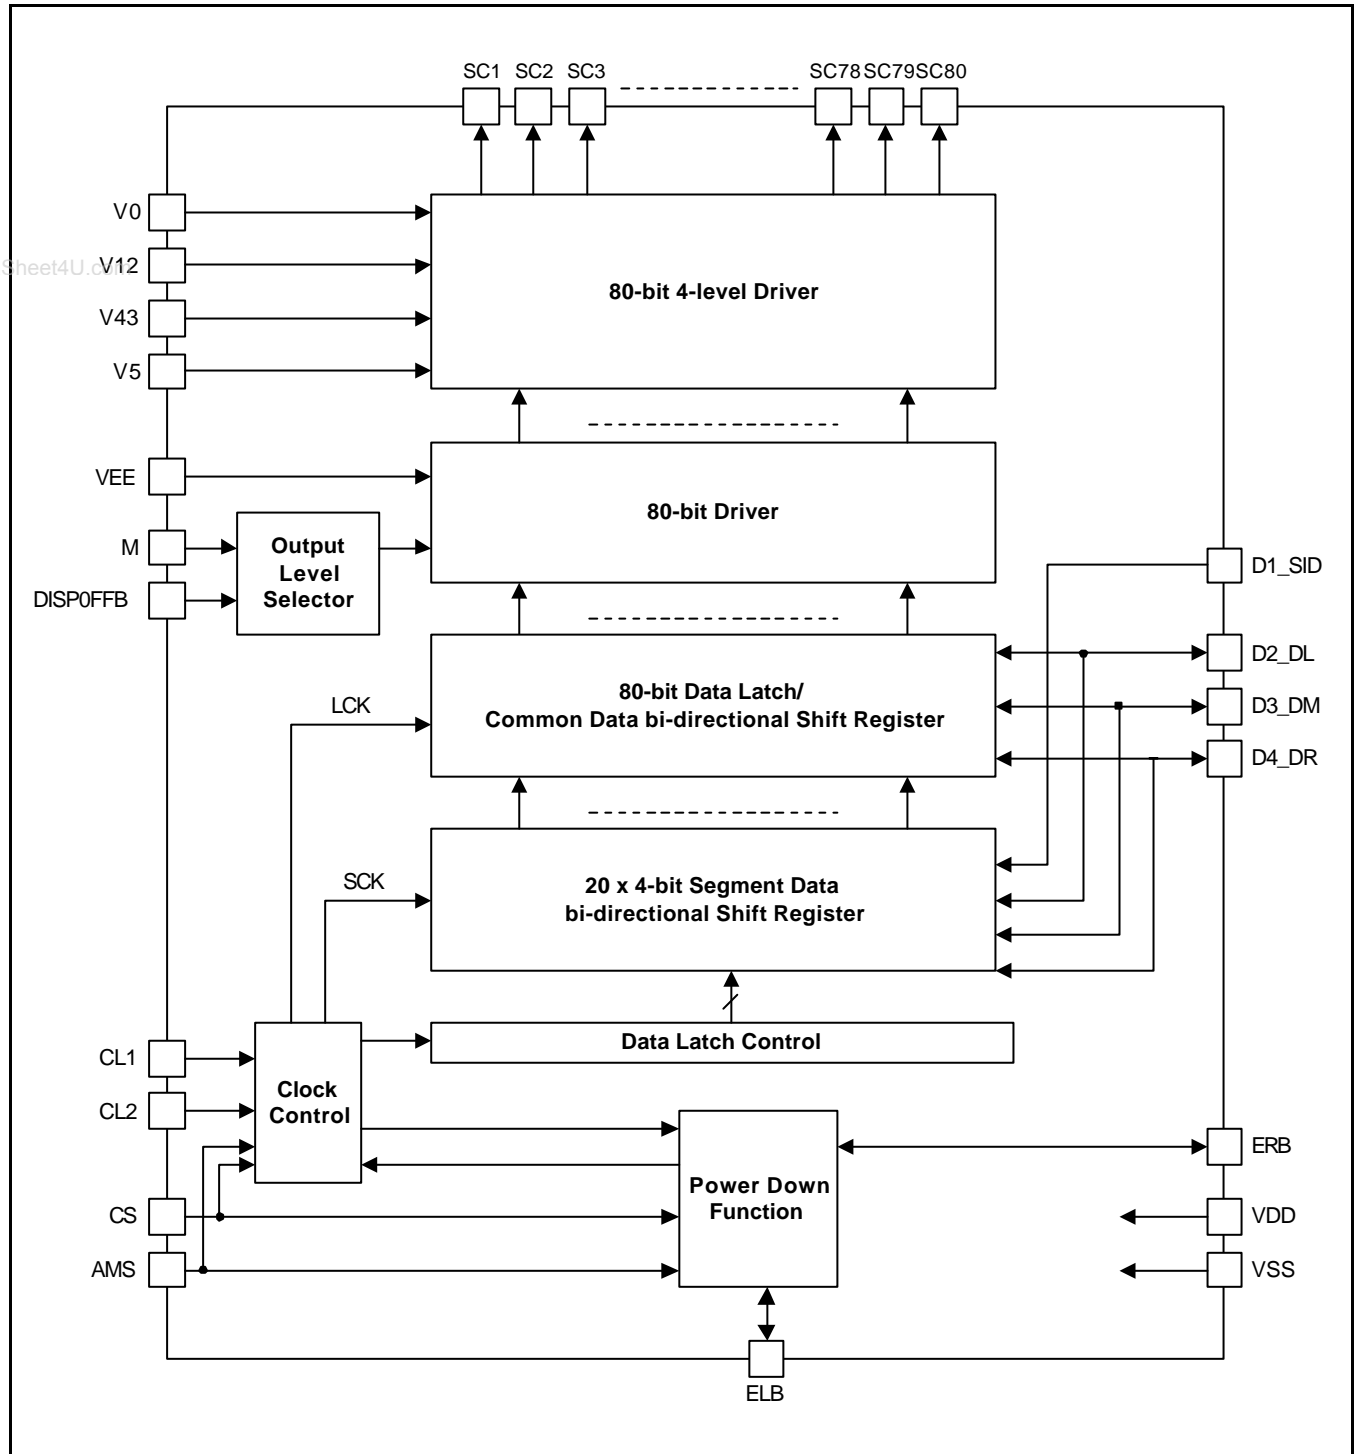 SC1 SC2 SC3 SC78 SC79 SC80
V0
V12
heet4U.com
V43
V5
80-bit 4-level Driver
VEE
80-bit Driver
M
Output
Level
Selector
DISP0FFB
D1_SID
D2_DL
D3_DM
D4_DR
80-bit Data Latch/
Common Data bi-directional Shift Register
LCK
20 x 4-bit Segment Data
bi-directional Shift Register
SCK
Data Latch Control
CL1
CL2
Clock
Control
CS
AMS
Power Down
Function
ERB
VDD
VSS
ELB